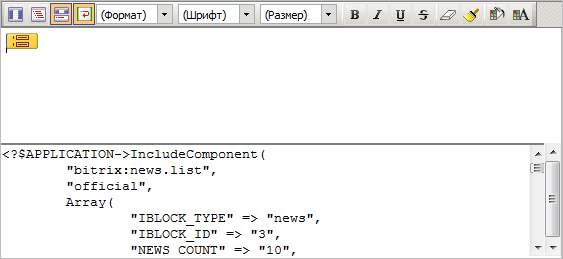 (Формат) (Шрифт) (Размер) B I U S A
<?$APPLICATION->IncludeComponent(
"bitrix:news.list",
"official",
Array(
"IBLOCK_TYPE" => "news",
"IBLOCK_ID" => "3",
"NEWS_COUNT" => "10",